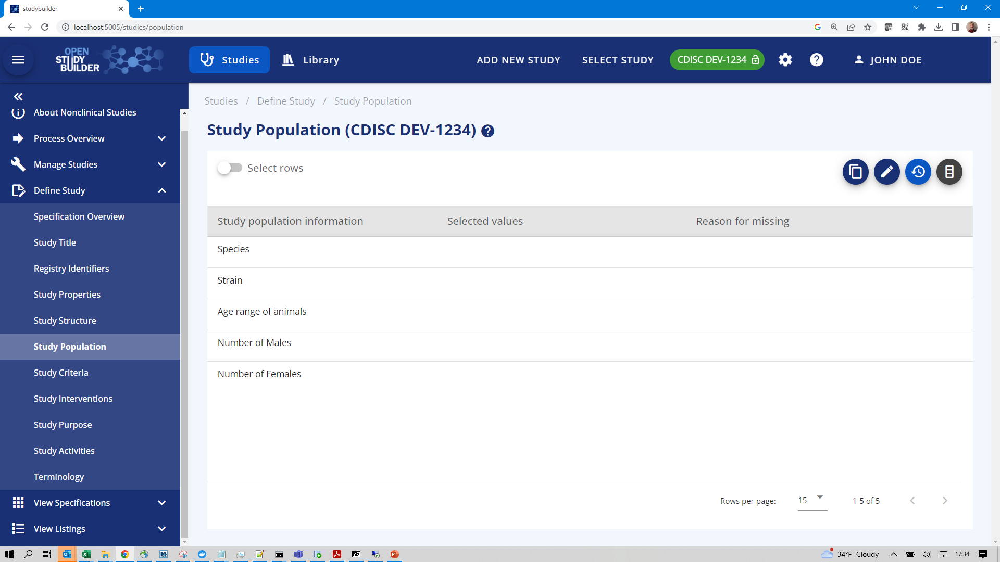 studybuilder
localhost:5005/studies/population
OPEN
STUDY
BUILDER
Studies
Library
ADD NEW STUDY
SELECT STUDY
CDISC DEV-1234
JOHN DOE
About Nonclinical Studies
Process Overview
Manage Studies
Define Study
Specification Overview
Study Title
Registry Identifiers
Study Properties
Study Structure
Study Population
Study Criteria
Study Interventions
Study Purpose
Study Activities
Terminology
View Specifications
View Listings
Studies / Define Study / Study Population
Study Population (CDISC DEV-1234)
Select rows
Study population information Selected values Reason for missing
Species
Strain
Age range of animals
Number of Males
Number of Females
Rows per page: 15 1-5 of 5
34°F Cloudy 17:34